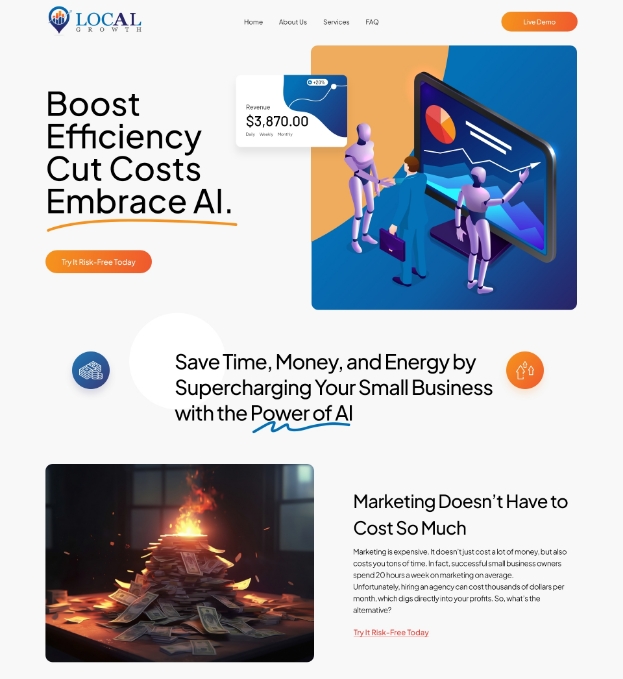 LOCAL
GROWTH
Home About Us Services FAQ
Live Demo
Boost
Efficiency
Cut Costs
Embrace AI.
Try It Risk-Free Today
+20%
Revenue
$3,870.00
Daily Weekly Monthly
Save Time, Money, and Energy by
Supercharging Your Small Business
with the Power of AI
Marketing Doesn't Have to
Cost So Much
Marketing is expensive. It doesn't just cost a lot of money, but also
costs you tons of time. In fact, successful small business owners
spend 20 hours a week on marketing on average.
Unfortunately, hiring an agency can cost thousands of dollars per
month, which digs directly into your profits. So, what's the
alternative?
Try It Risk-Free Today